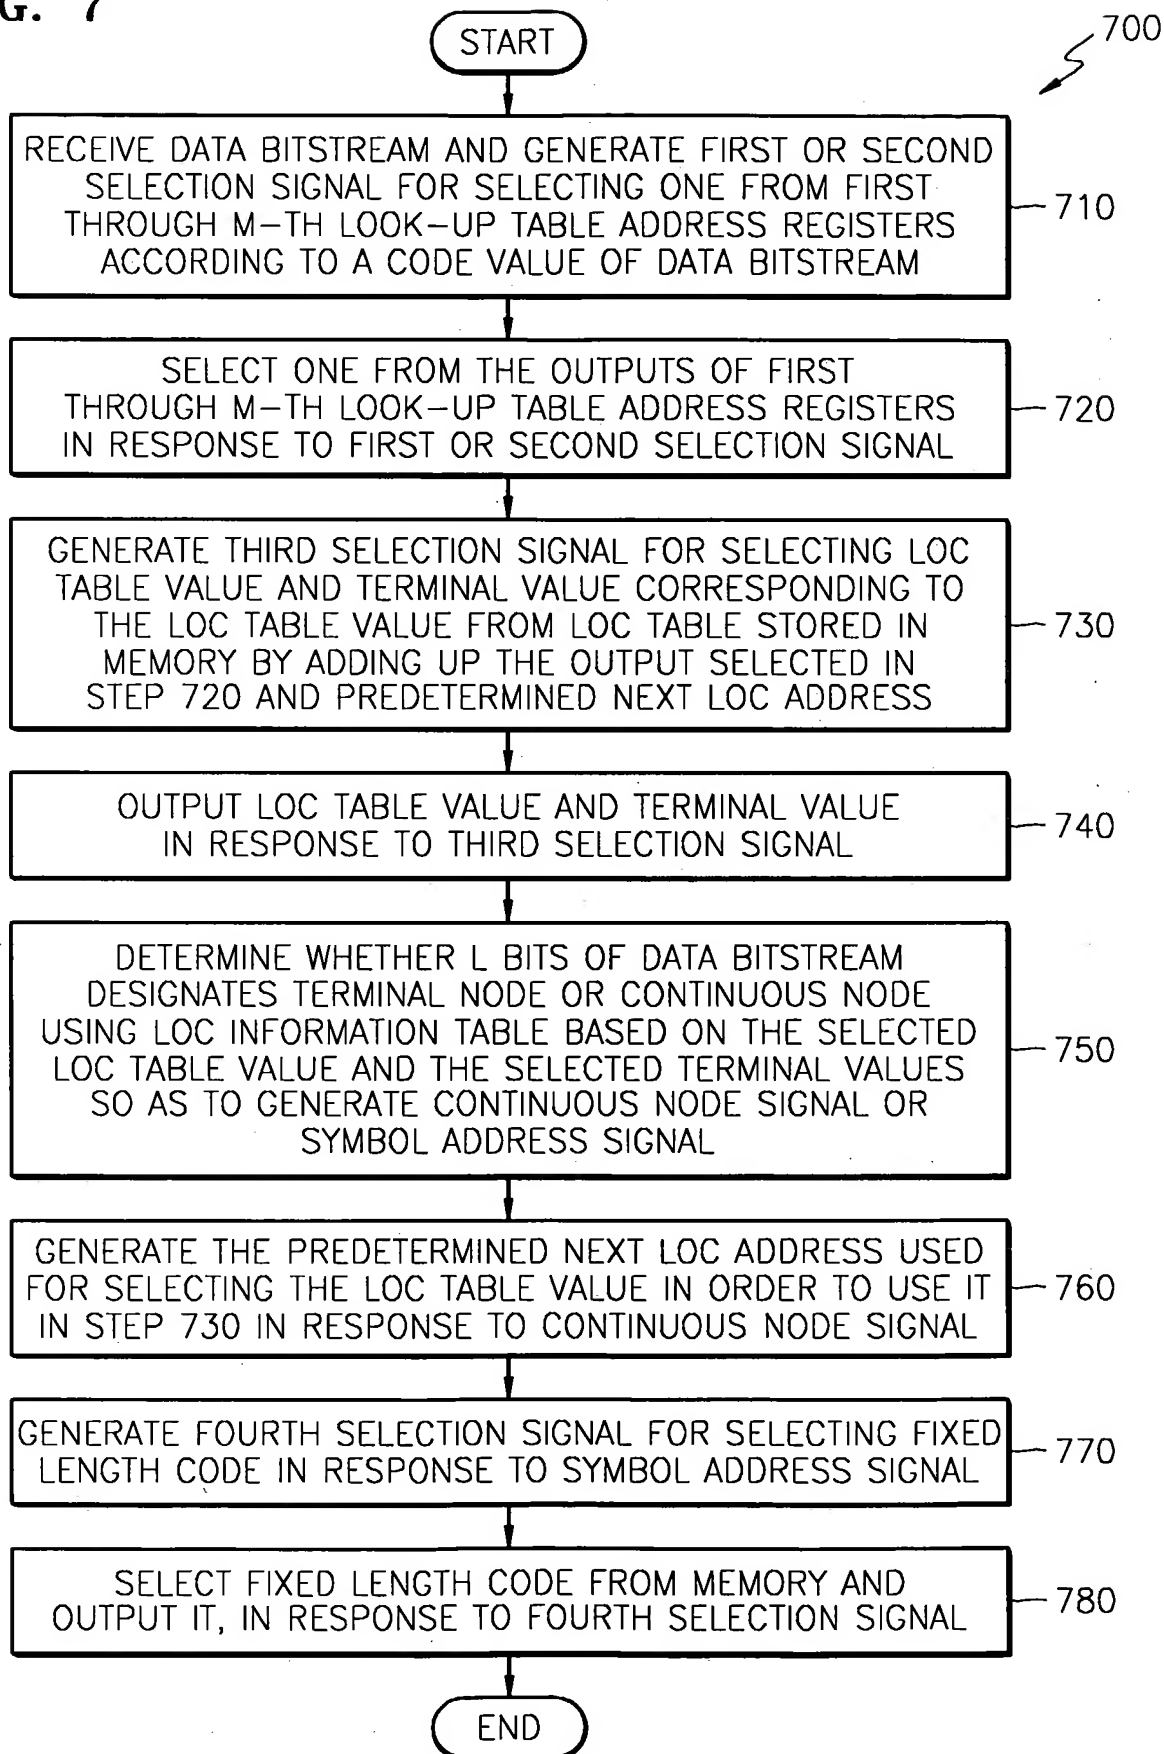 G. 7
START
700
RECEIVE DATA BITSTREAM AND GENERATE FIRST OR SECOND
SELECTION SIGNAL FOR SELECTING ONE FROM FIRST
THROUGH M-TH LOOK-UP TABLE ADDRESS REGISTERS
ACCORDING TO A CODE VALUE OF DATA BITSTREAM
710
SELECT ONE FROM THE OUTPUTS OF FIRST
THROUGH M-TH LOOK-UP TABLE ADDRESS REGISTERS
IN RESPONSE TO FIRST OR SECOND SELECTION SIGNAL
720
GENERATE THIRD SELECTION SIGNAL FOR SELECTING LOC
TABLE VALUE AND TERMINAL VALUE CORRESPONDING TO
THE LOC TABLE VALUE FROM LOC TABLE STORED IN
MEMORY BY ADDING UP THE OUTPUT SELECTED IN
STEP 720 AND PREDETERMINED NEXT LOC ADDRESS
730
OUTPUT LOC TABLE VALUE AND TERMINAL VALUE
IN RESPONSE TO THIRD SELECTION SIGNAL
740
DETERMINE WHETHER L BITS OF DATA BITSTREAM
DESIGNATES TERMINAL NODE OR CONTINUOUS NODE
USING LOC INFORMATION TABLE BASED ON THE SELECTED
LOC TABLE VALUE AND THE SELECTED TERMINAL VALUES
SO AS TO GENERATE CONTINUOUS NODE SIGNAL OR
SYMBOL ADDRESS SIGNAL
750
GENERATE THE PREDETERMINED NEXT LOC ADDRESS USED
FOR SELECTING THE LOC TABLE VALUE IN ORDER TO USE IT
IN STEP 730 IN RESPONSE TO CONTINUOUS NODE SIGNAL
760
GENERATE FOURTH SELECTION SIGNAL FOR SELECTING FIXED
LENGTH CODE IN RESPONSE TO SYMBOL ADDRESS SIGNAL
770
SELECT FIXED LENGTH CODE FROM MEMORY AND
OUTPUT IT, IN RESPONSE TO FOURTH SELECTION SIGNAL
780
END